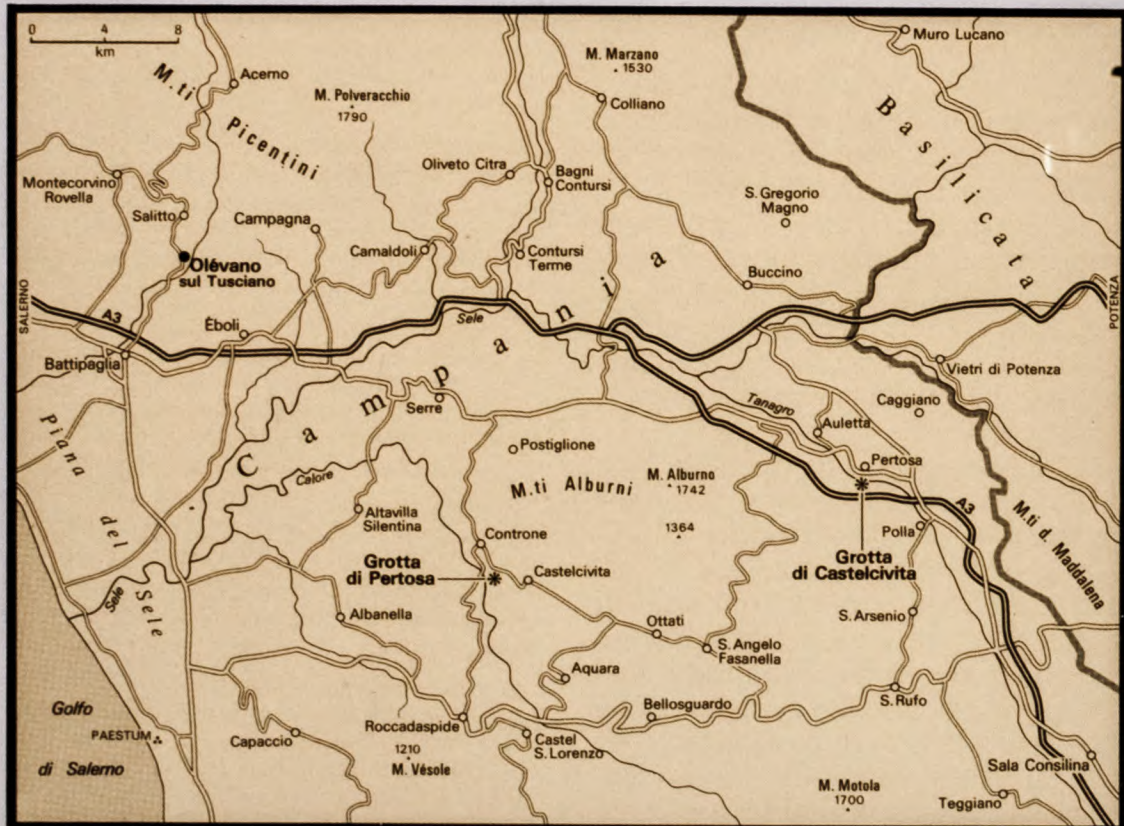 0 4 8
km
M.ti
Picentini
Acerno
M. Polveracchio
1790
M. Marzano
1530
Colliano
Muro Lucano
Basilicata
Montecorvino
Rovella
Salitto
Campagna
Oliveto Citra
Bagni
Contursi
S. Gregorio
Magno
Olévano
sul Tusciano
Camaldoli
Contursi
Terme
Buccino
SALERNO
A3
Èboli
Sele
POTENZA
Battipaglia
Campania
Serre
Vietri di Potenza
Tanagro
Caggiano
Auletta
Piana
del
Sele
Postiglione
Calore
M.ti Alburni
M. Alburno
1742
Pertosa
Altavilla
Silentina
1364
A3
Polla
M.ti d. Maddalena
Controne
Grotta
di Pertosa
Castelcivita
Grotta
di Castelcivita
Sele
Albanella
Ottati
S. Arsenio
S. Angelo
Fasanella
Aquara
Golfo
di Salerno
PAESTUM
Capaccio
Roccadaspide
1210
M. Vésole
Castel
S. Lorenzo
Bellosguardo
S. Rufo
Sala Consilina
M. Motola
1700
Teggiano